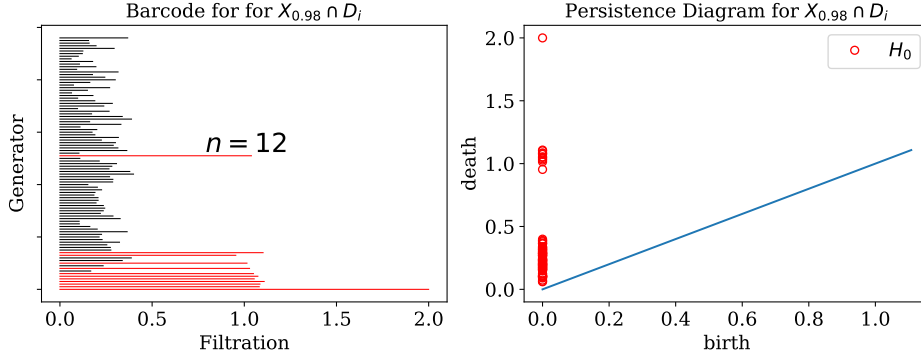 Barcode for for X_{0.98} ∩ D_i
Generator
n = 12
0.0 0.5 1.0 1.5 2.0
Filtration
Persistence Diagram for X_{0.98} ∩ D_i
H_0
death
2.0
1.5
1.0
0.5
0.0
0.0 0.2 0.4 0.6 0.8 1.0
birth